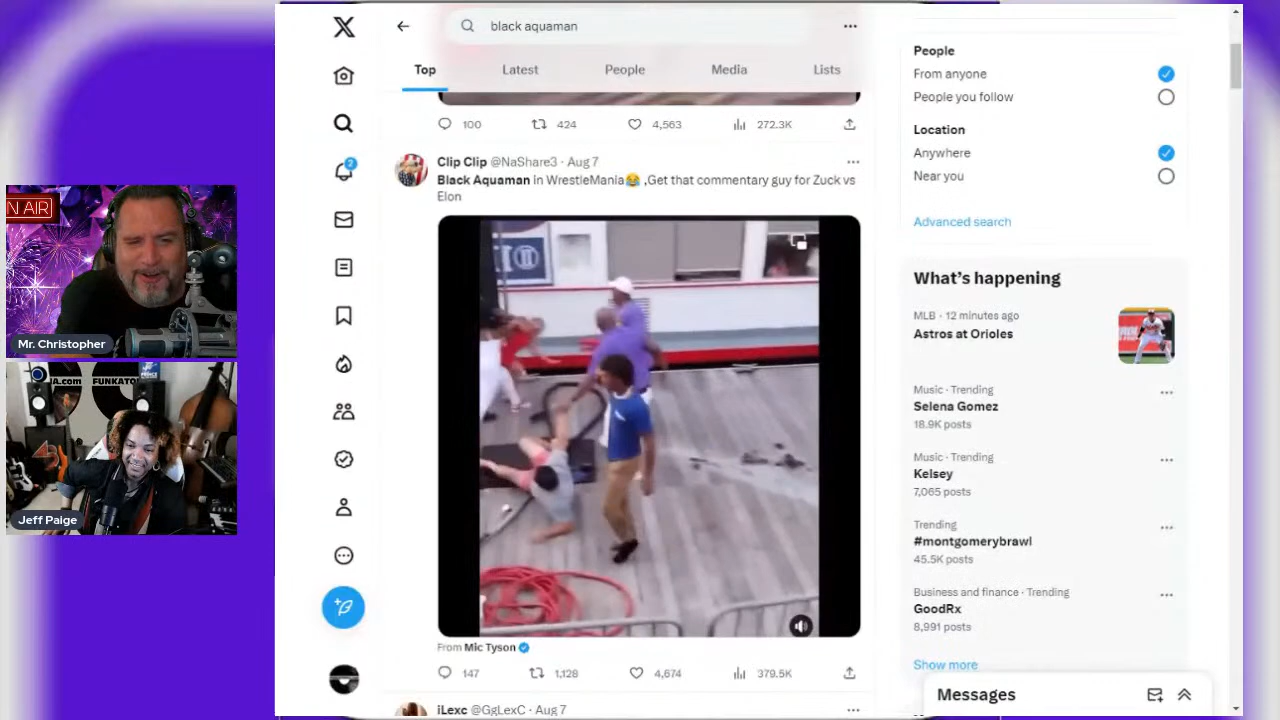 black aquaman
Top
Latest
People
Media
Lists
100
424
4,563
272.3K
Clip Clip @NaShare3 · Aug 7
Black Aquaman in WrestleMania😂 ,Get that commentary guy for Zuck vs
Elon
From Mic Tyson
147
1,128
4,674
379.5K
iLexc @GgLexC · Aug 7
2
People
From anyone
People you follow
Location
Anywhere
Near you
Advanced search
What's happening
MLB · 12 minutes ago
Astros at Orioles
Music · Trending
Selena Gomez
18.9K posts
Music · Trending
Kelsey
7,065 posts
Trending
#montgomerybrawl
45.5K posts
Business and finance · Trending
GoodRx
8,991 posts
Show more
Messages
N AIR
Mr. Christopher
IA.com
FUNKATO
Jeff Paige